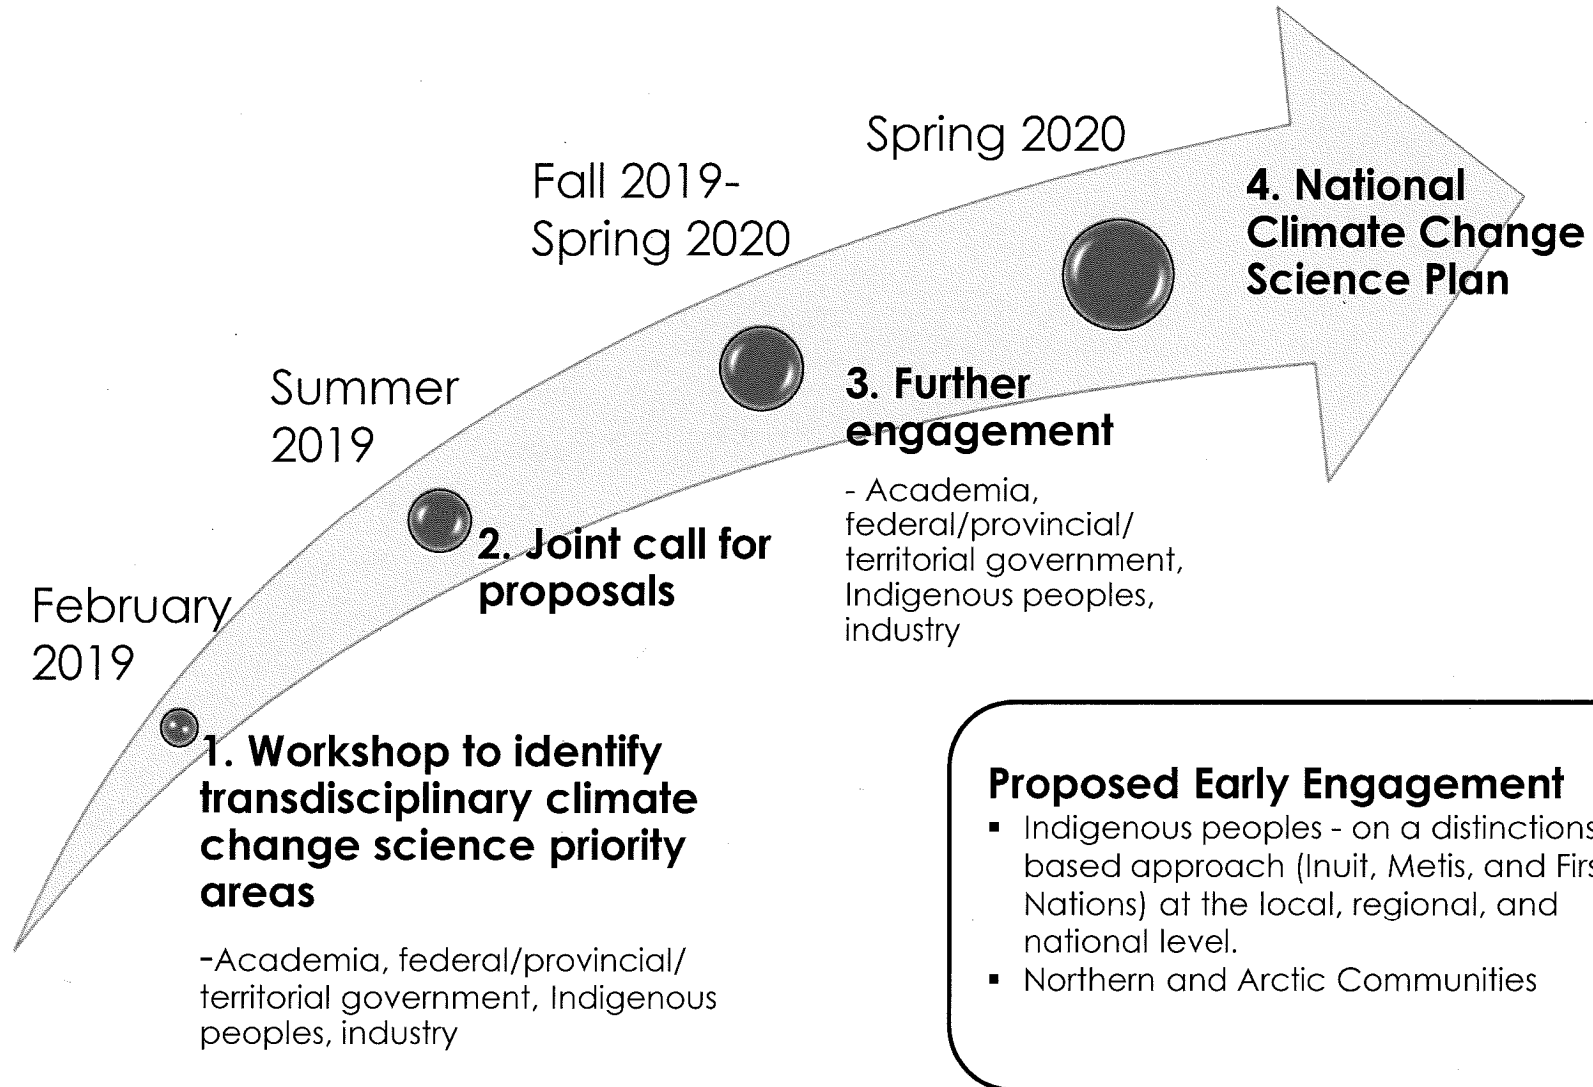 February
2019
1. Workshop to identify
transdisciplinary climate
change science priority
areas
-Academia, federal/provincial/
territorial government, Indigenous
peoples, industry
Summer
2019
2. Joint call for
proposals
Fall 2019-
Spring 2020
3. Further
engagement
- Academia,
federal/provincial/
territorial government,
Indigenous peoples,
industry
Spring 2020
4. National
Climate Change
Science Plan
Proposed Early Engagement
▪ Indigenous peoples - on a distinctions
based approach (Inuit, Metis, and Firs
Nations) at the local, regional, and
national level.
▪ Northern and Arctic Communities